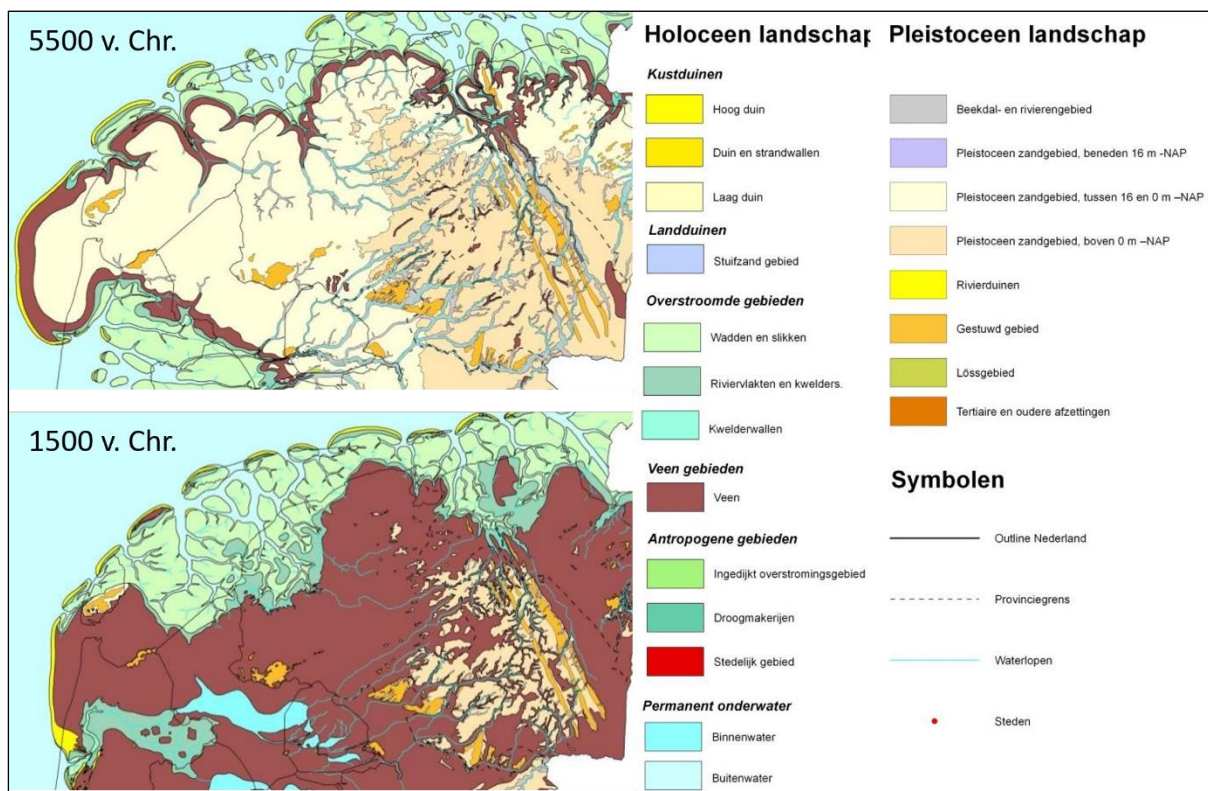 5500 v. Chr.
1500 v. Chr.
Holoceen landschap
Kustduinen
Hoog duin
Duin en strandwallen
Laag duin
Landduinen
Stuifzand gebied
Overstroomde gebieden
Wadden en slikken
Riviervlakten en kwelders.
Kwelderwallen
Veen gebieden
Veen
Antropogene gebieden
Ingedijkt overstromingsgebied
Droogmakerijen
Stedelijk gebied
Permanent onderwater
Binnenwater
Buitenwater
Pleistoceen landschap
Beekdal- en rivierengebied
Pleistoceen zandgebied, beneden 16 m -NAP
Pleistoceen zandgebied, tussen 16 en 0 m –NAP
Pleistoceen zandgebied, boven 0 m –NAP
Rivierduinen
Gestuwd gebied
Lössgebied
Tertiaire en oudere afzettingen
Symbolen
Outline Nederland
Provinciegrens
Waterlopen
Steden